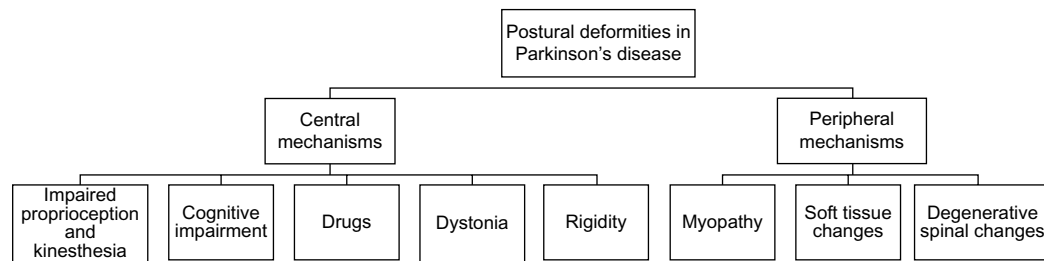 Postural deformities in
Parkinson's disease
Central
mechanisms
Peripheral
mechanisms
Impaired
proprioception
and
kinesthesia
Cognitive
impairment
Drugs
Dystonia
Rigidity
Myopathy
Soft tissue
changes
Degenerative
spinal changes